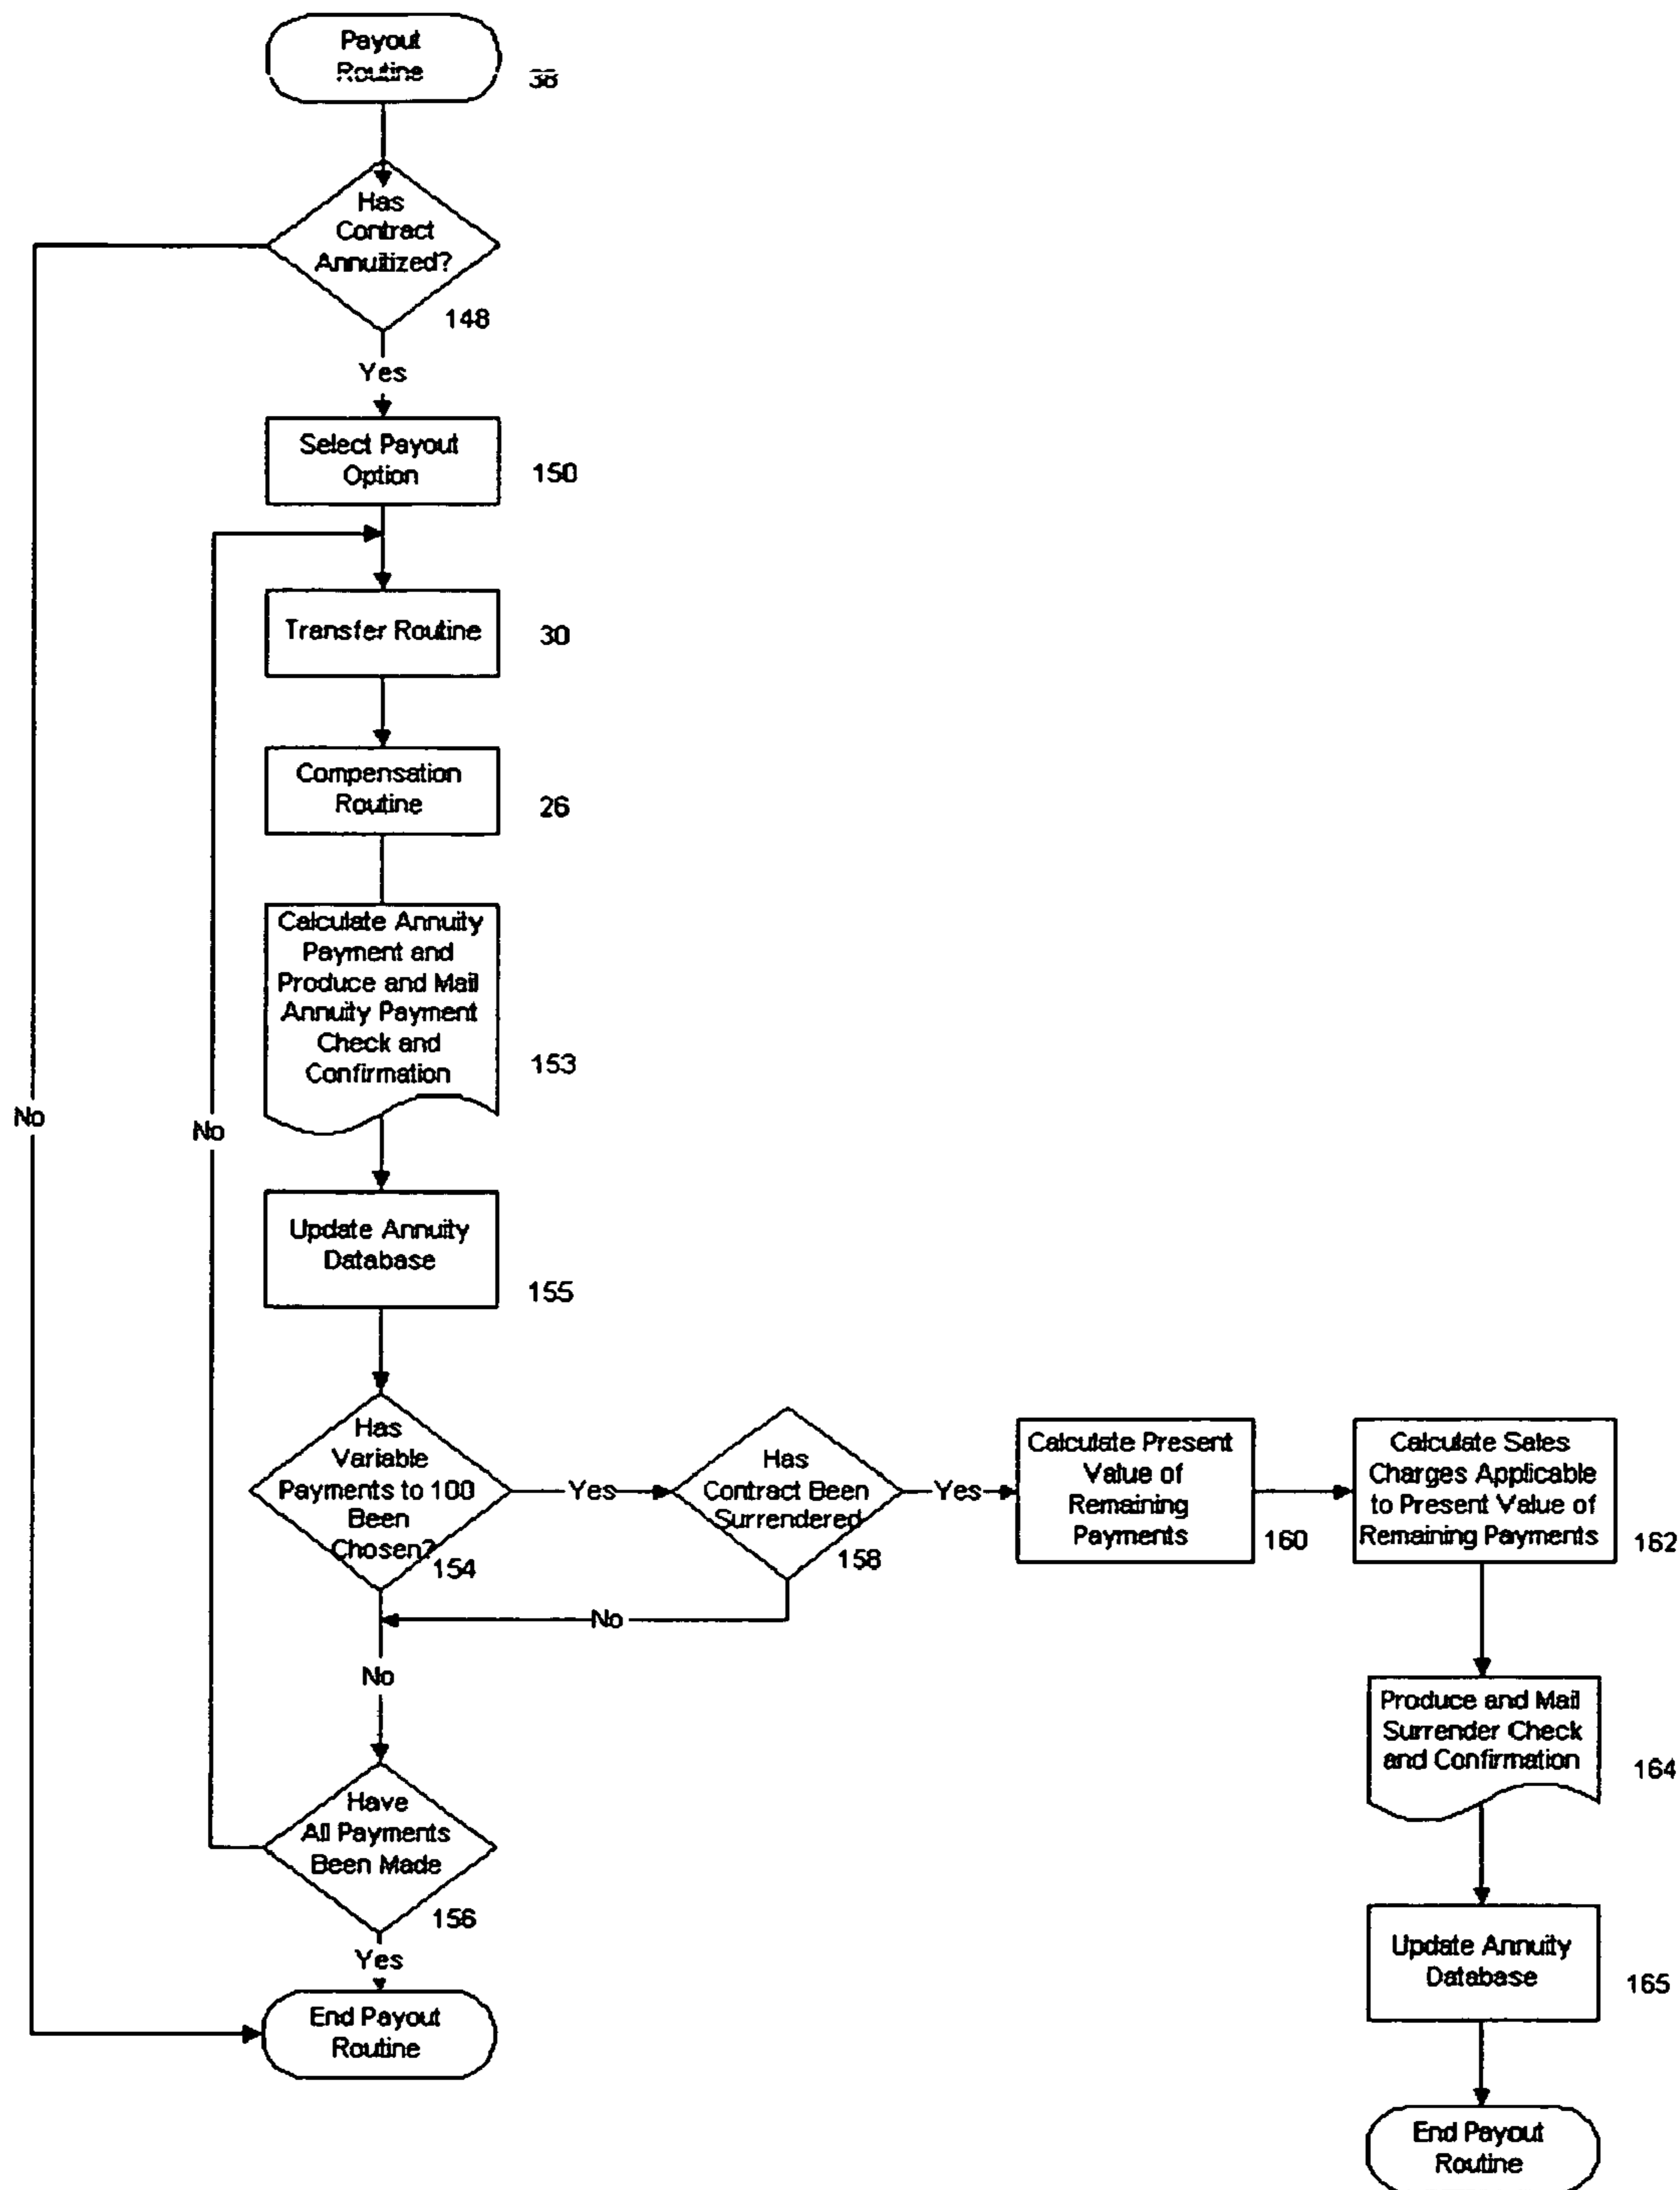 Payout
Routine
38
Has
Contract
Annuitized?
148
Yes
Select Payout
Option
150
Transfer Routine
30
Compensation
Routine
26
Calculate Annuity
Payment and
Produce and Mail
Annuity Payment
Check and
Confirmation
153
No
No
Update Annuity
Database
155
Has
Variable
Payments to 100
Been
Chosen?
154
Yes
Has
Contract Been
Surrendered
158
Yes
Calculate Present
Value of
Remaining
Payments
160
Calculate Sales
Charges Applicable
to Present Value of
Remaining Payments
162
No
No
Produce and Mail
Surrender Check
and Confirmation
164
Have
All Payments
Been Made
156
Yes
Update Annuity
Database
165
End Payout
Routine
End Payout
Routine